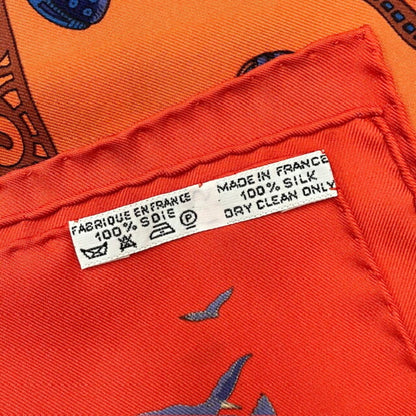 FABRIQUE EN FRANCE
100% SOIE
P
MADE IN FRANCE
100% SILK
DRY CLEAN ONLY